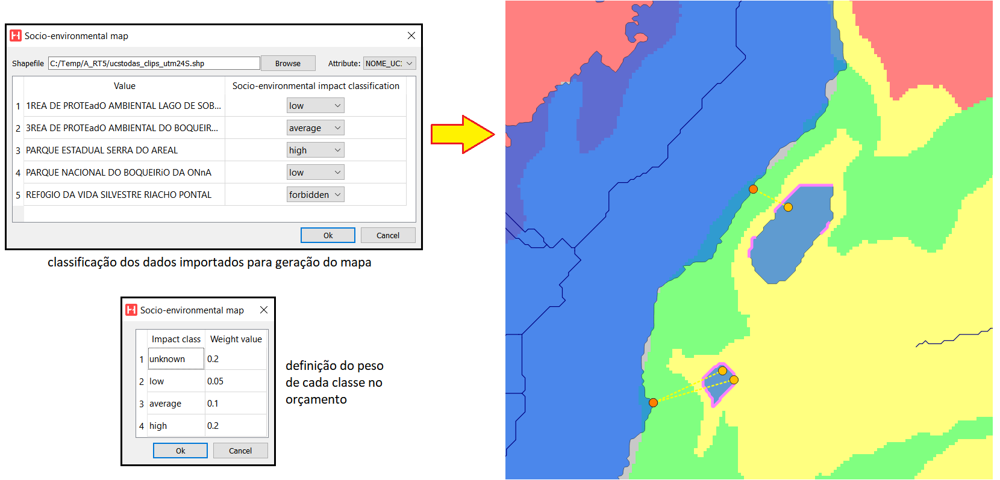 Socio-environmental map
Shapefile C:/Temp/A_RT5/ucstodas_clips_utm24S.shp Browse Attribute: NOME_UC1
Value Socio-environmental impact classification
1 1REA DE PROTEadO AMBIENTAL LAGO DE SOB... low
2 3REA DE PROTEadO AMBIENTAL DO BOQUEIR... average
3 PARQUE ESTADUAL SERRA DO AREAL high
4 PARQUE NACIONAL DO BOQUEIRiO DA ONnA low
5 REF0GIO DA VIDA SILVESTRE RIACHO PONTAL forbidden
Ok Cancel
classificação dos dados importados para geração do mapa
Socio-environmental map
Impact class Weight value
1 unknown 0.2
2 low 0.05
3 average 0.1
4 high 0.2
Ok Cancel
definição do peso
de cada classe no
orçamento